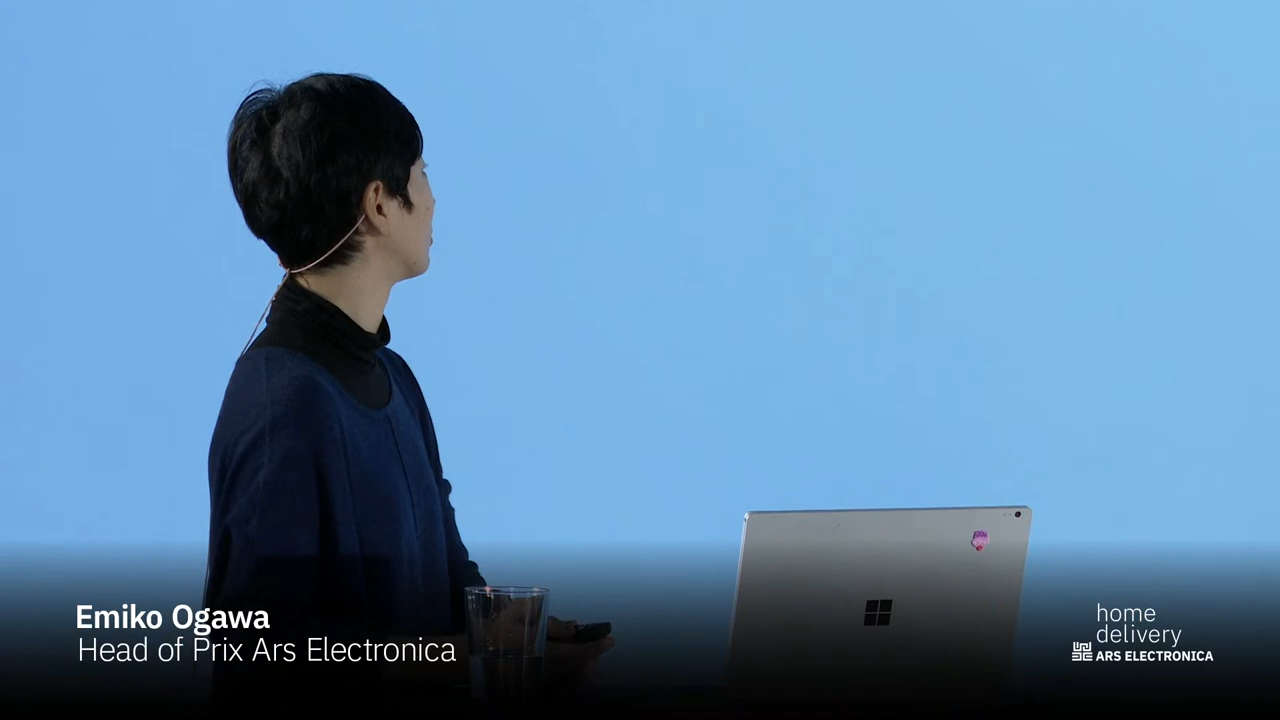 Emiko Ogawa
Head of Prix Ars Electronica
home
delivery
ARS ELECTRONICA